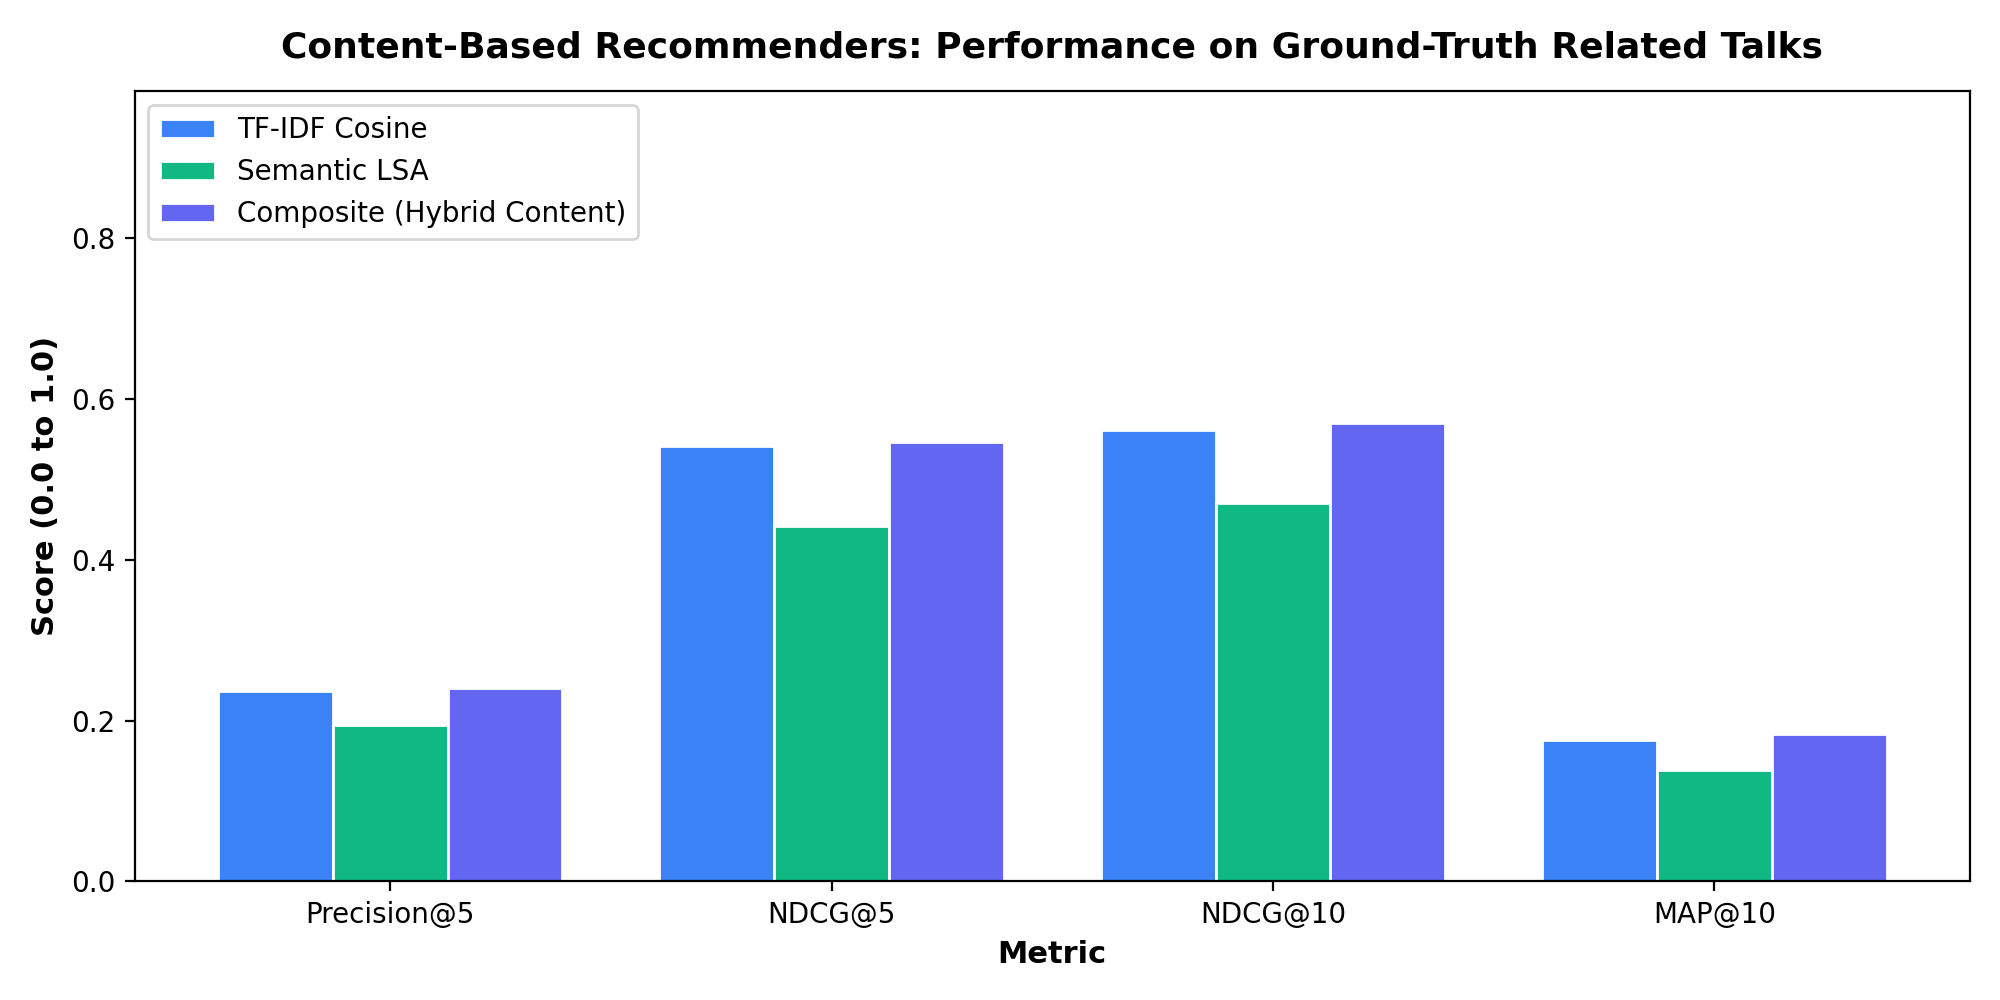 Content-Based Recommenders: Performance on Ground-Truth Related Talks
TF-IDF Cosine
Semantic LSA
Composite (Hybrid Content)
Score (0.0 to 1.0)
0.8
0.6
0.4
0.2
0.0
Precision@5
NDCG@5
NDCG@10
MAP@10
Metric